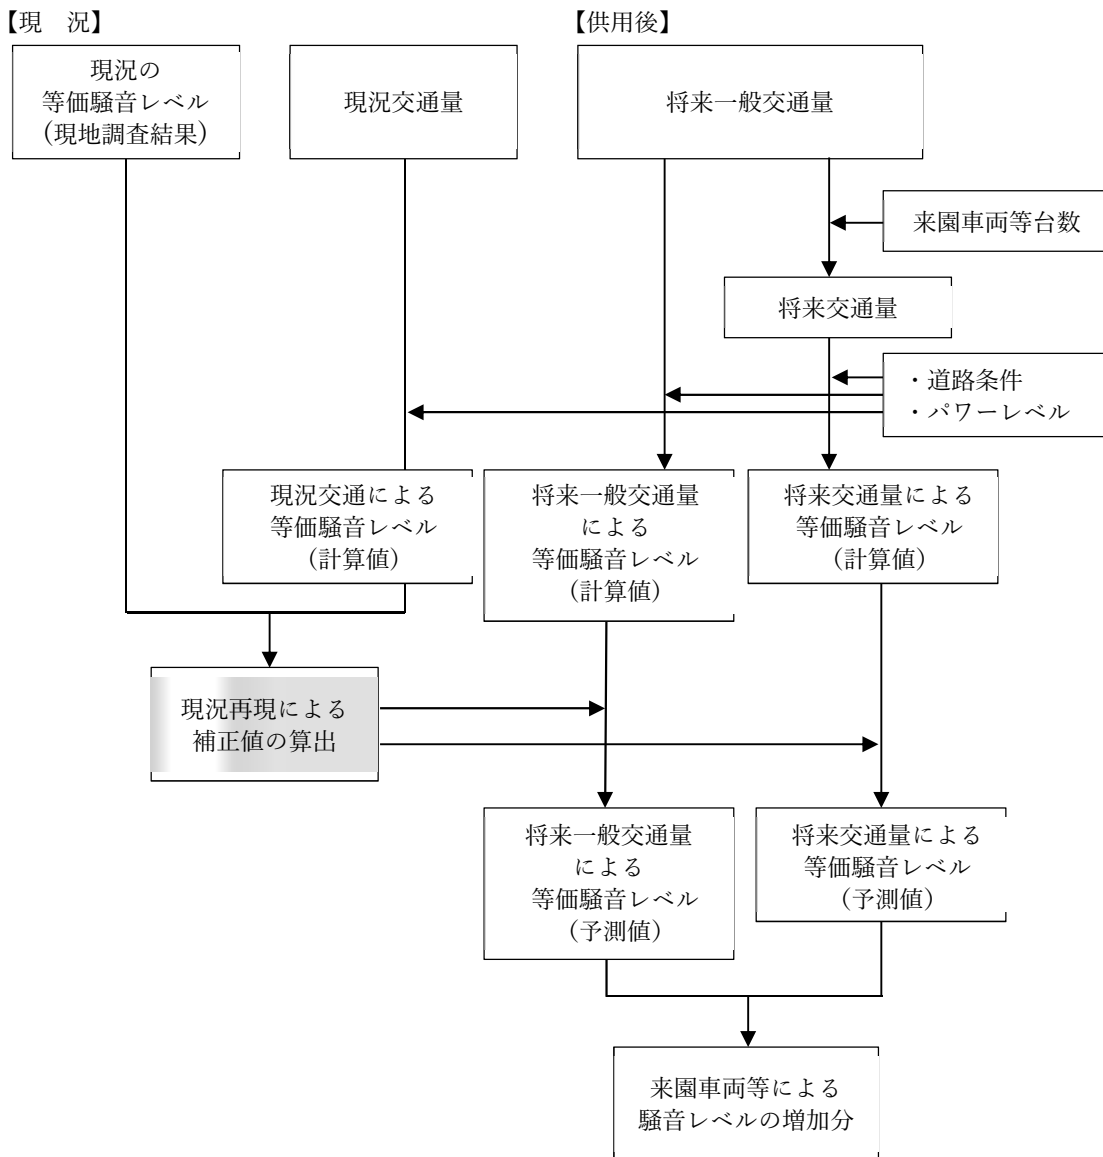 【現　況】
【供用後】
現況の
等価騒音レベル
(現地調査結果)
現況交通量
将来一般交通量
来園車両等台数
将来交通量
・道路条件
・パワーレベル
現況交通による
等価騒音レベル
(計算値)
将来一般交通量
による
等価騒音レベル
(計算値)
将来交通量による
等価騒音レベル
(計算値)
現況再現による
補正値の算出
将来一般交通量
による
等価騒音レベル
(予測値)
将来交通量による
等価騒音レベル
(予測値)
来園車両等による
騒音レベルの増加分